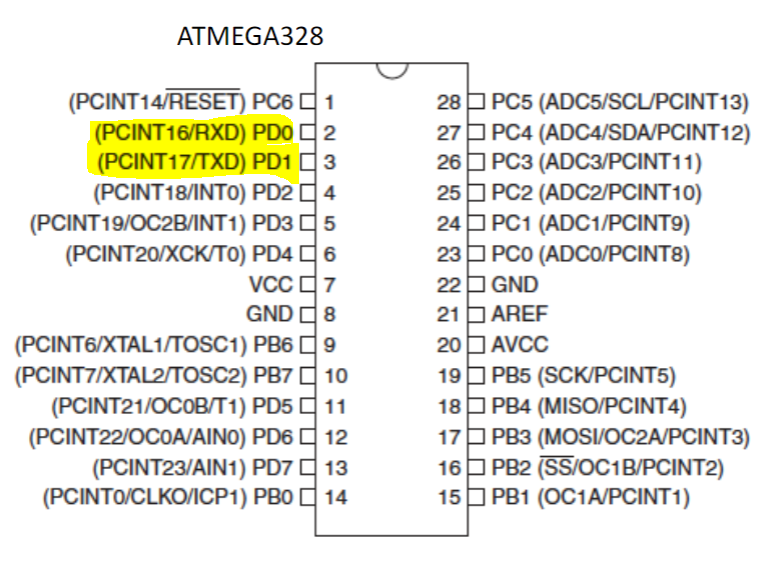 ATMEGA328
(PCINT14/RESET) PC6 1 28 PC5 (ADC5/SCL/PCINT13)
(PCINT16/RXD) PD0 2 27 PC4 (ADC4/SDA/PCINT12)
(PCINT17/TXD) PD1 3 26 PC3 (ADC3/PCINT11)
(PCINT18/INT0) PD2 4 25 PC2 (ADC2/PCINT10)
(PCINT19/OC2B/INT1) PD3 5 24 PC1 (ADC1/PCINT9)
(PCINT20/XCK/T0) PD4 6 23 PC0 (ADC0/PCINT8)
VCC 7 22 GND
GND 8 21 AREF
(PCINT6/XTAL1/TOSC1) PB6 9 20 AVCC
(PCINT7/XTAL2/TOSC2) PB7 10 19 PB5 (SCK/PCINT5)
(PCINT21/OC0B/T1) PD5 11 18 PB4 (MISO/PCINT4)
(PCINT22/OC0A/AIN0) PD6 12 17 PB3 (MOSI/OC2A/PCINT3)
(PCINT23/AIN1) PD7 13 16 PB2 (SS/OC1B/PCINT2)
(PCINT0/CLKO/ICP1) PB0 14 15 PB1 (OC1A/PCINT1)